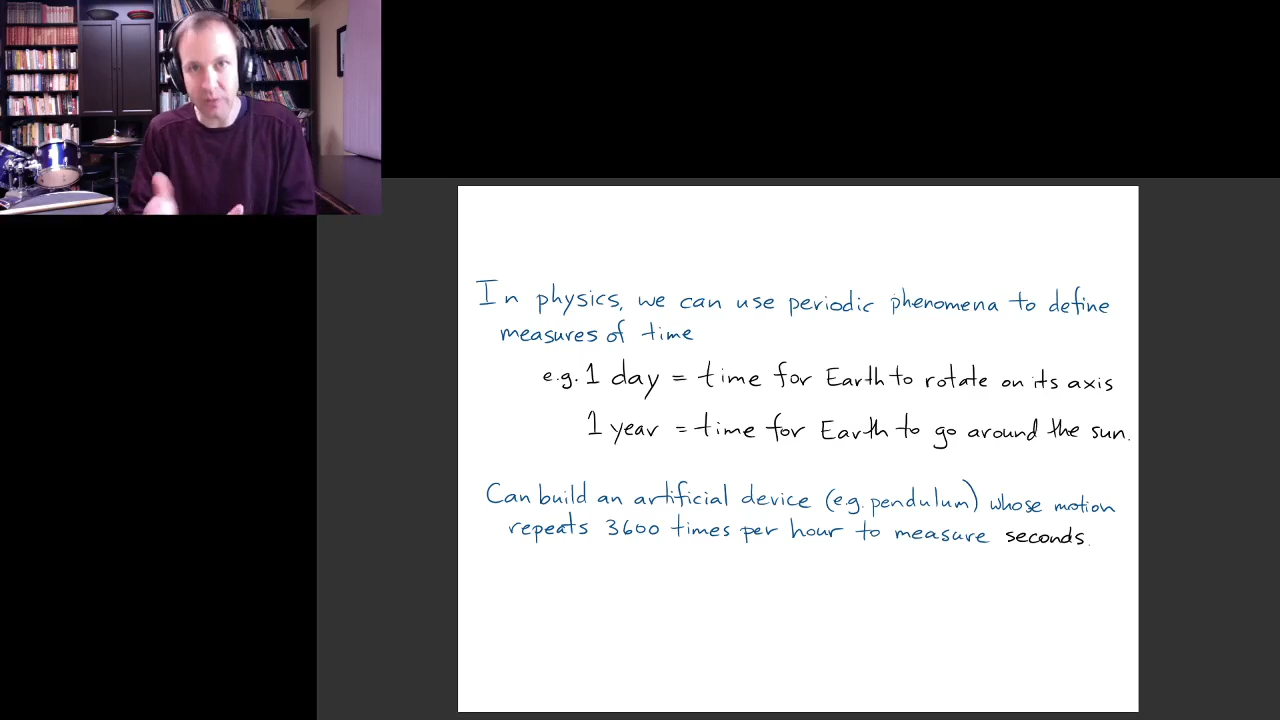 In physics, we can use periodic phenomena to define
measures of time
e.g. 1 day = time for Earth to rotate on its axis
1 year = time for Earth to go around the sun.
Can build an artificial device (e.g. pendulum) whose motion
repeats 3600 times per hour to measure seconds.